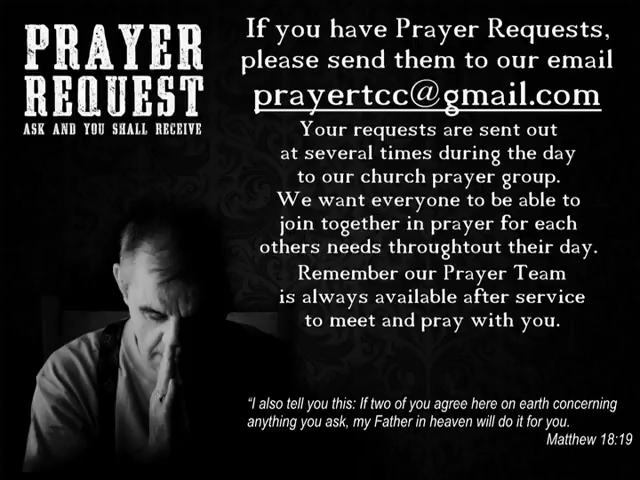 PRAYER
REQUEST
ASK AND YOU SHALL RECEIVE
If you have Prayer Requests,
please send them to our email
prayertcc@gmail.com
Your requests are sent out
at several times during the day
to our church prayer group.
We want everyone to be able to
join together in prayer for each
others needs throughtout their day.
Remember our Prayer Team
is always available after service
to meet and pray with you.
“I also tell you this: If two of you agree here on earth concerning
anything you ask, my Father in heaven will do it for you.
Matthew 18:19